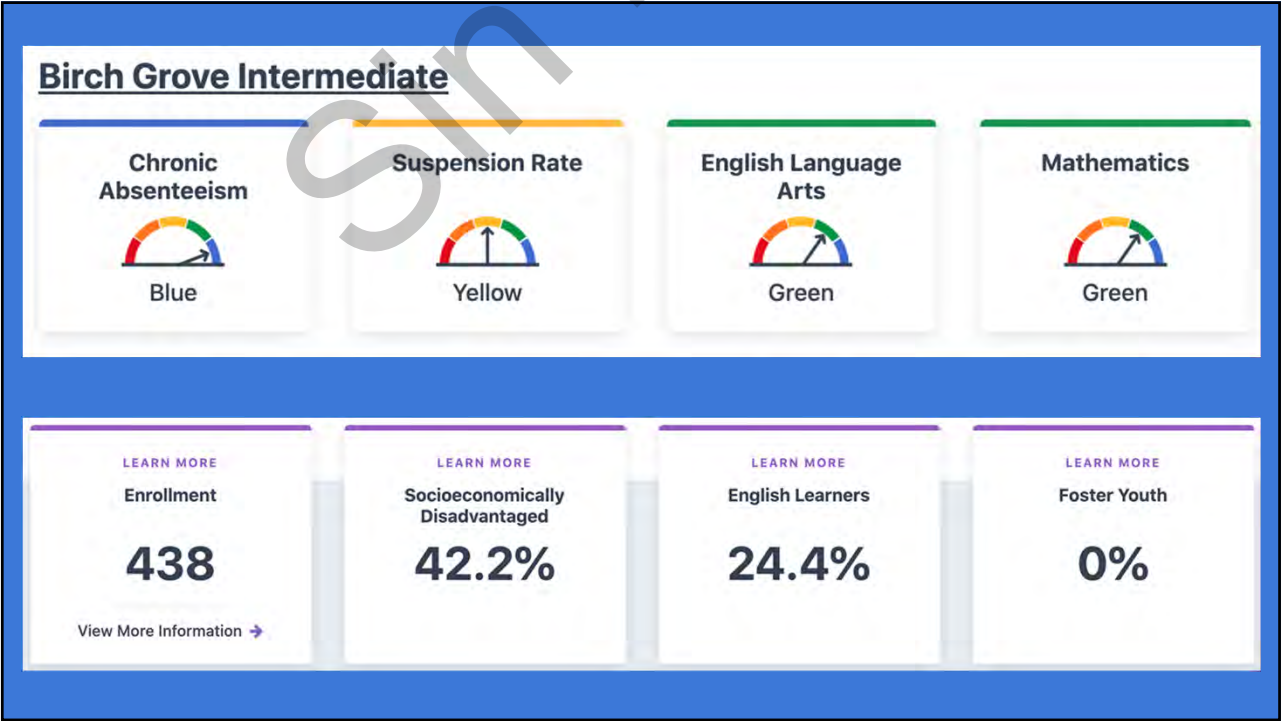 Birch Grove Intermediate
Chronic
Absenteeism
Blue
Suspension Rate
Yellow
English Language
Arts
Green
Mathematics
Green
LEARN MORE
Enrollment
438
View More Information
LEARN MORE
Socioeconomically
Disadvantaged
42.2%
LEARN MORE
English Learners
24.4%
LEARN MORE
Foster Youth
0%
Sin